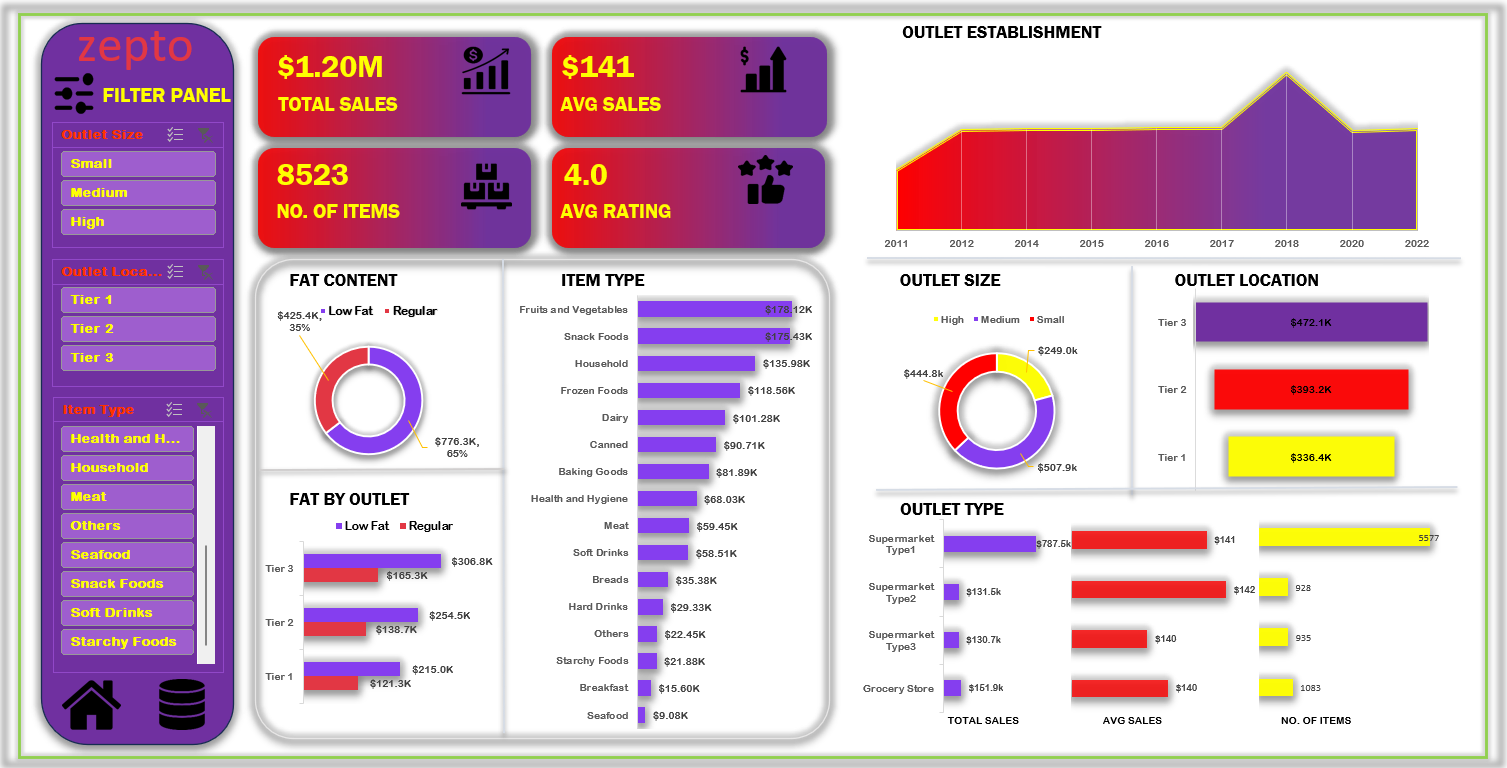 zepto
FILTER PANEL
Outlet Size
Small
Medium
High
Outlet Loca...
Tier 1
Tier 2
Tier 3
Item Type
Health and H...
Household
Meat
Others
Seafood
Snack Foods
Soft Drinks
Starchy Foods
$1.20M
TOTAL SALES
$141
AVG SALES
8523
NO. OF ITEMS
4.0
AVG RATING
FAT CONTENT
Low Fat Regular
$425.4K,
35%
$776.3K,
65%
FAT BY OUTLET
Low Fat Regular
Tier 3 $306.8K
$165.3K
Tier 2 $254.5K
$138.7K
Tier 1 $215.0K
$121.3K
ITEM TYPE
Fruits and Vegetables $178.12K
Snack Foods $175.43K
Household $135.98K
Frozen Foods $118.56K
Dairy $101.28K
Canned $90.71K
Baking Goods $81.89K
Health and Hygiene $68.03K
Meat $59.45K
Soft Drinks $58.51K
Breads $35.38K
Hard Drinks $29.33K
Others $22.45K
Starchy Foods $21.88K
Breakfast $15.60K
Seafood $9.08K
OUTLET ESTABLISHMENT
2011 2012 2014 2015 2016 2017 2018 2020 2022
OUTLET SIZE
High Medium Small
$249.0k
$444.8k
$507.9k
OUTLET LOCATION
Tier 3 $472.1K
Tier 2 $393.2K
Tier 1 $336.4K
OUTLET TYPE
Supermarket
Type1
$787.5k $141 5577
Supermarket
Type2
$131.5k $142 928
Supermarket
Type3
$130.7k $140 935
Grocery Store $151.9k $140 1083
TOTAL SALES AVG SALES NO. OF ITEMS